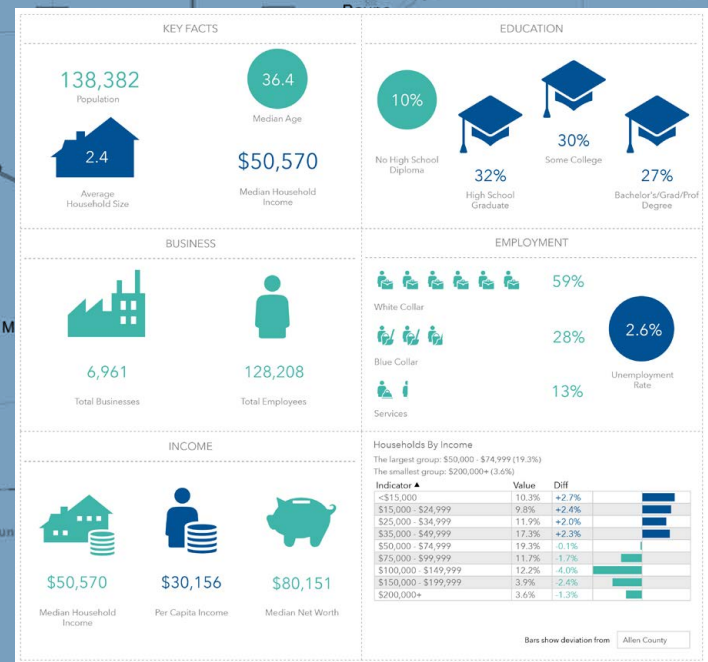 KEY FACTS
138,382
Population
36.4
Median Age
2.4
Average
Household Size
$50,570
Median Household
Income
EDUCATION
10%
No High School
Diploma
32%
High School
Graduate
30%
Some College
27%
Bachelor's/Grad/Prof
Degree
BUSINESS
6,961
Total Businesses
128,208
Total Employees
EMPLOYMENT
59%
White Collar
28%
Blue Collar
13%
Services
2.6%
Unemployment
Rate
INCOME
$50,570
Median Household
Income
$30,156
Per Capita Income
$80,151
Median Net Worth
Households By Income
The largest group: $50,000 - $74,999 (19.3%)
The smallest group: $200,000+ (3.6%)
Indicator ▲ Value Diff
<$15,000 10.3% +2.7%
$15,000 - $24,999 9.8% +2.4%
$25,000 - $34,999 11.9% +2.0%
$35,000 - $49,999 17.3% +2.3%
$50,000 - $74,999 19.3% -0.1%
$75,000 - $99,999 11.7% -1.7%
$100,000 - $149,999 12.2% -4.0%
$150,000 - $199,999 3.9% -2.4%
$200,000+ 3.6% -1.3%
Bars show deviation from Allen County
M
un